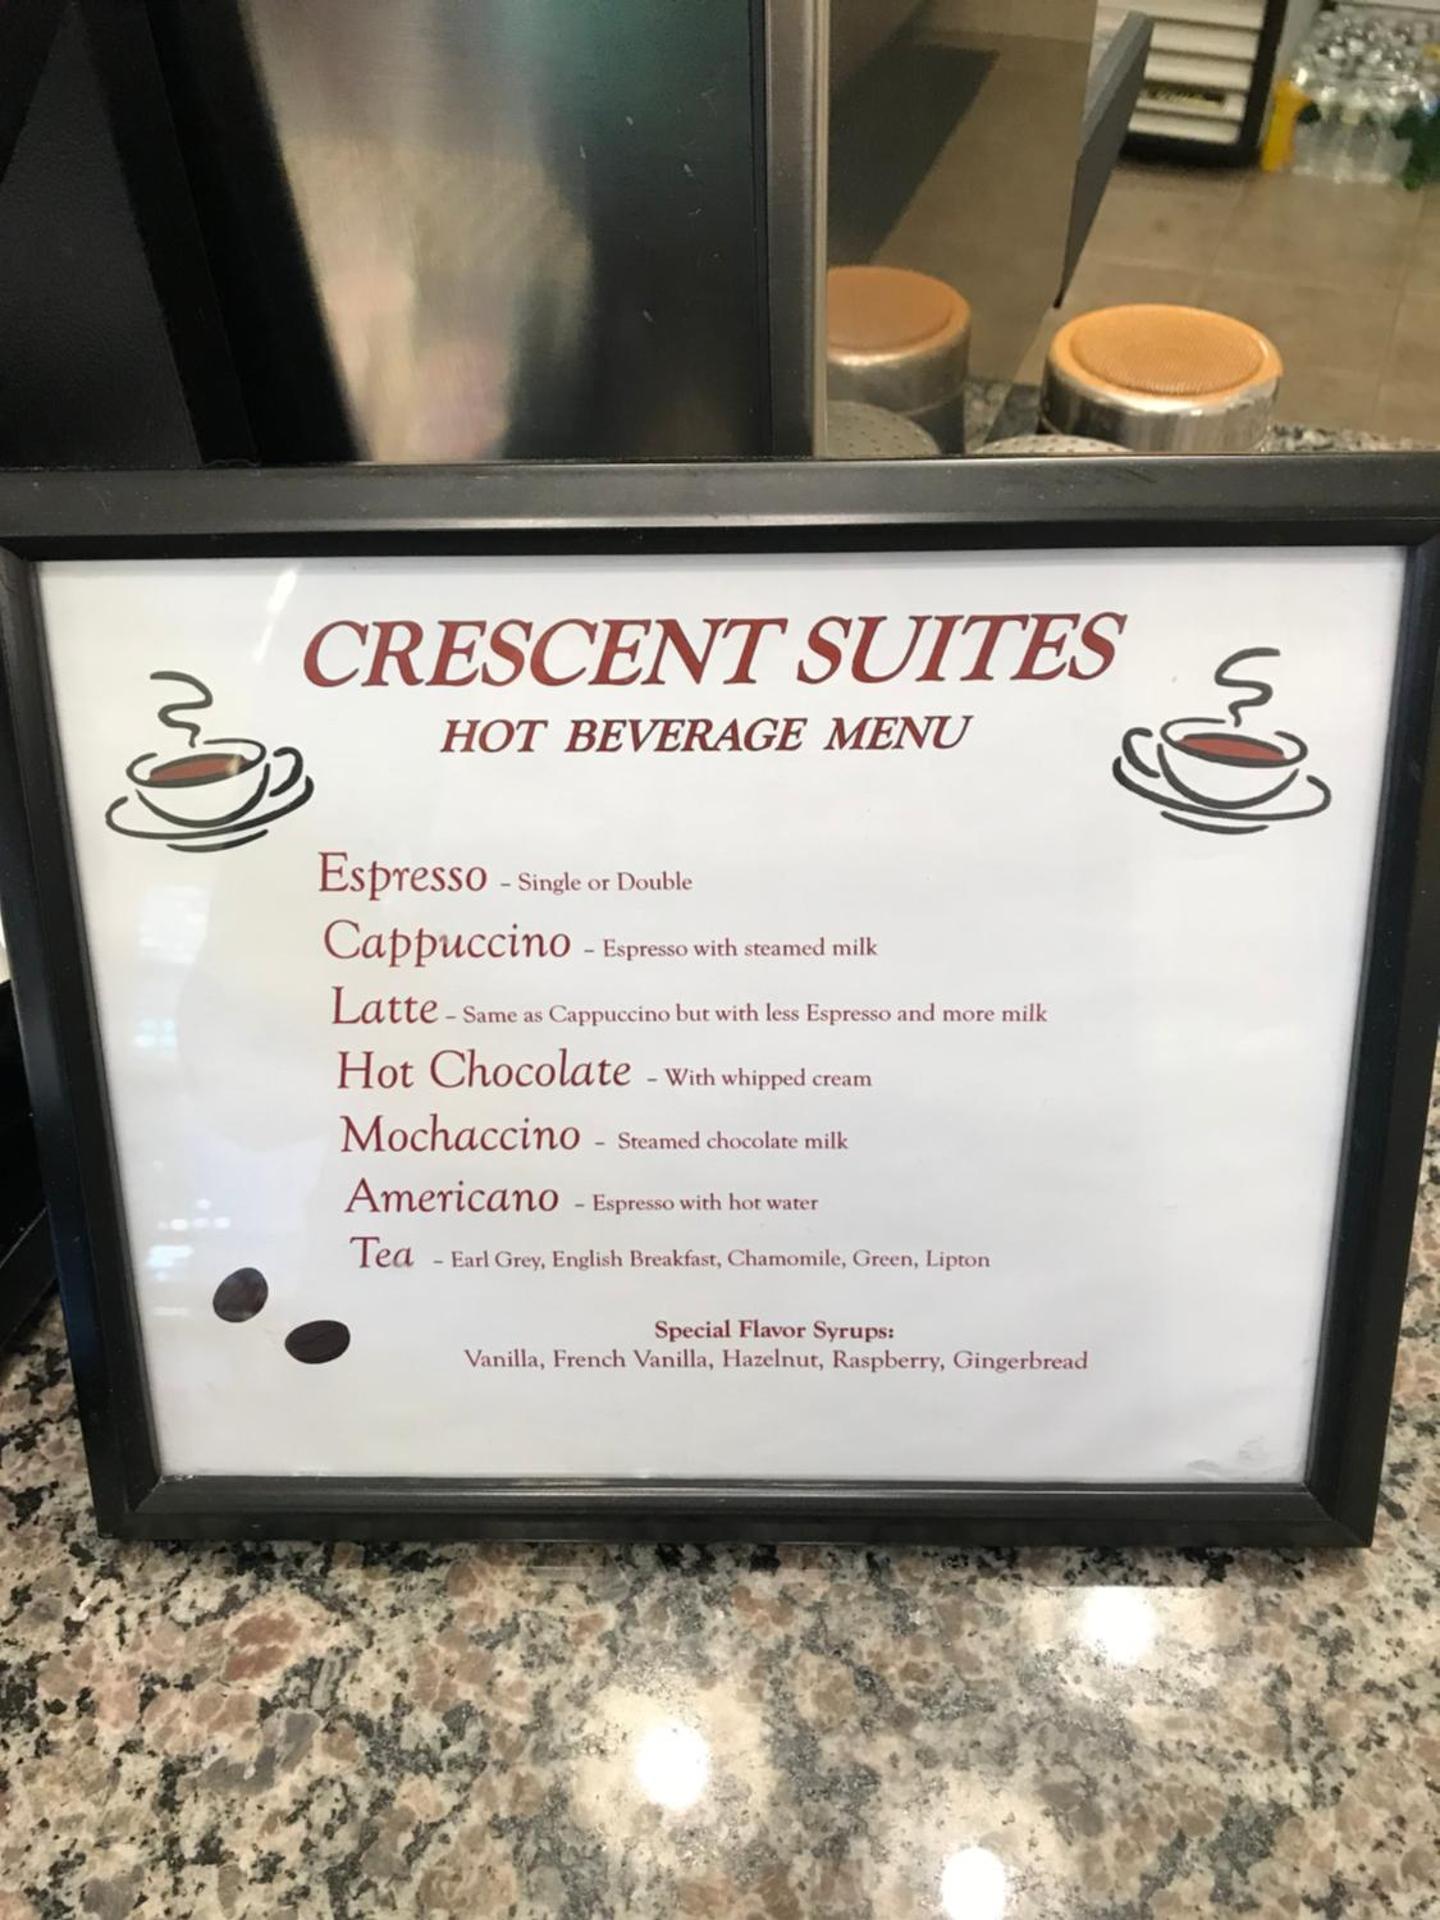 CRESCENT SUITES
HOT BEVERAGE MENU
Espresso - Single or Double
Cappuccino - Espresso with steamed milk
Latte - Same as Cappuccino but with less Espresso and more milk
Hot Chocolate - With whipped cream
Mochaccino - Steamed chocolate milk
Americano - Espresso with hot water
Tea - Earl Grey, English Breakfast, Chamomile, Green, Lipton
Special Flavor Syrups:
Vanilla, French Vanilla, Hazelnut, Raspberry, Gingerbread